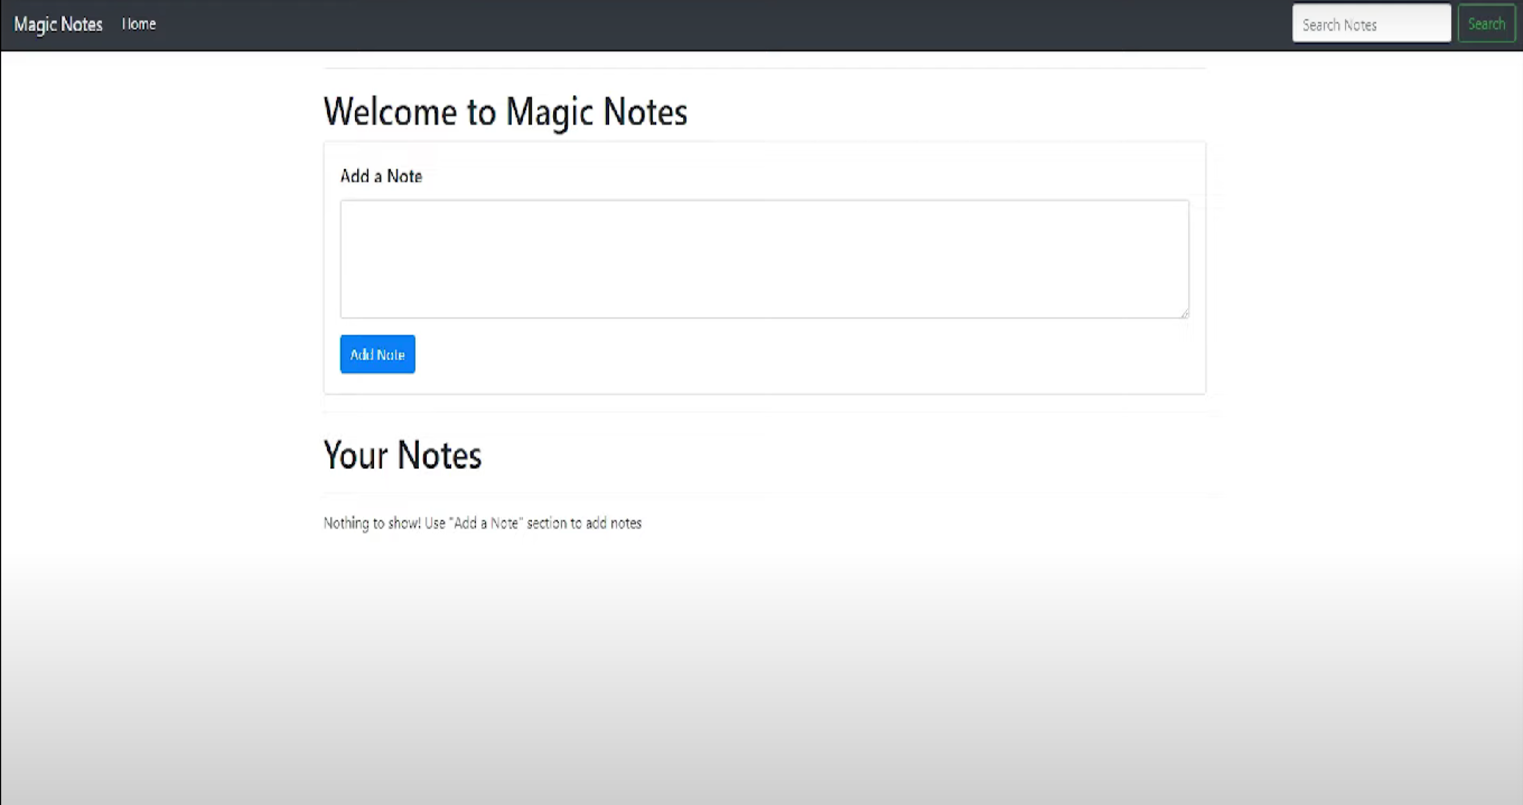 Magic Notes Home Search Notes Search
Welcome to Magic Notes
Add a Note
Add Note
Your Notes
Nothing to show! Use "Add a Note" section to add notes